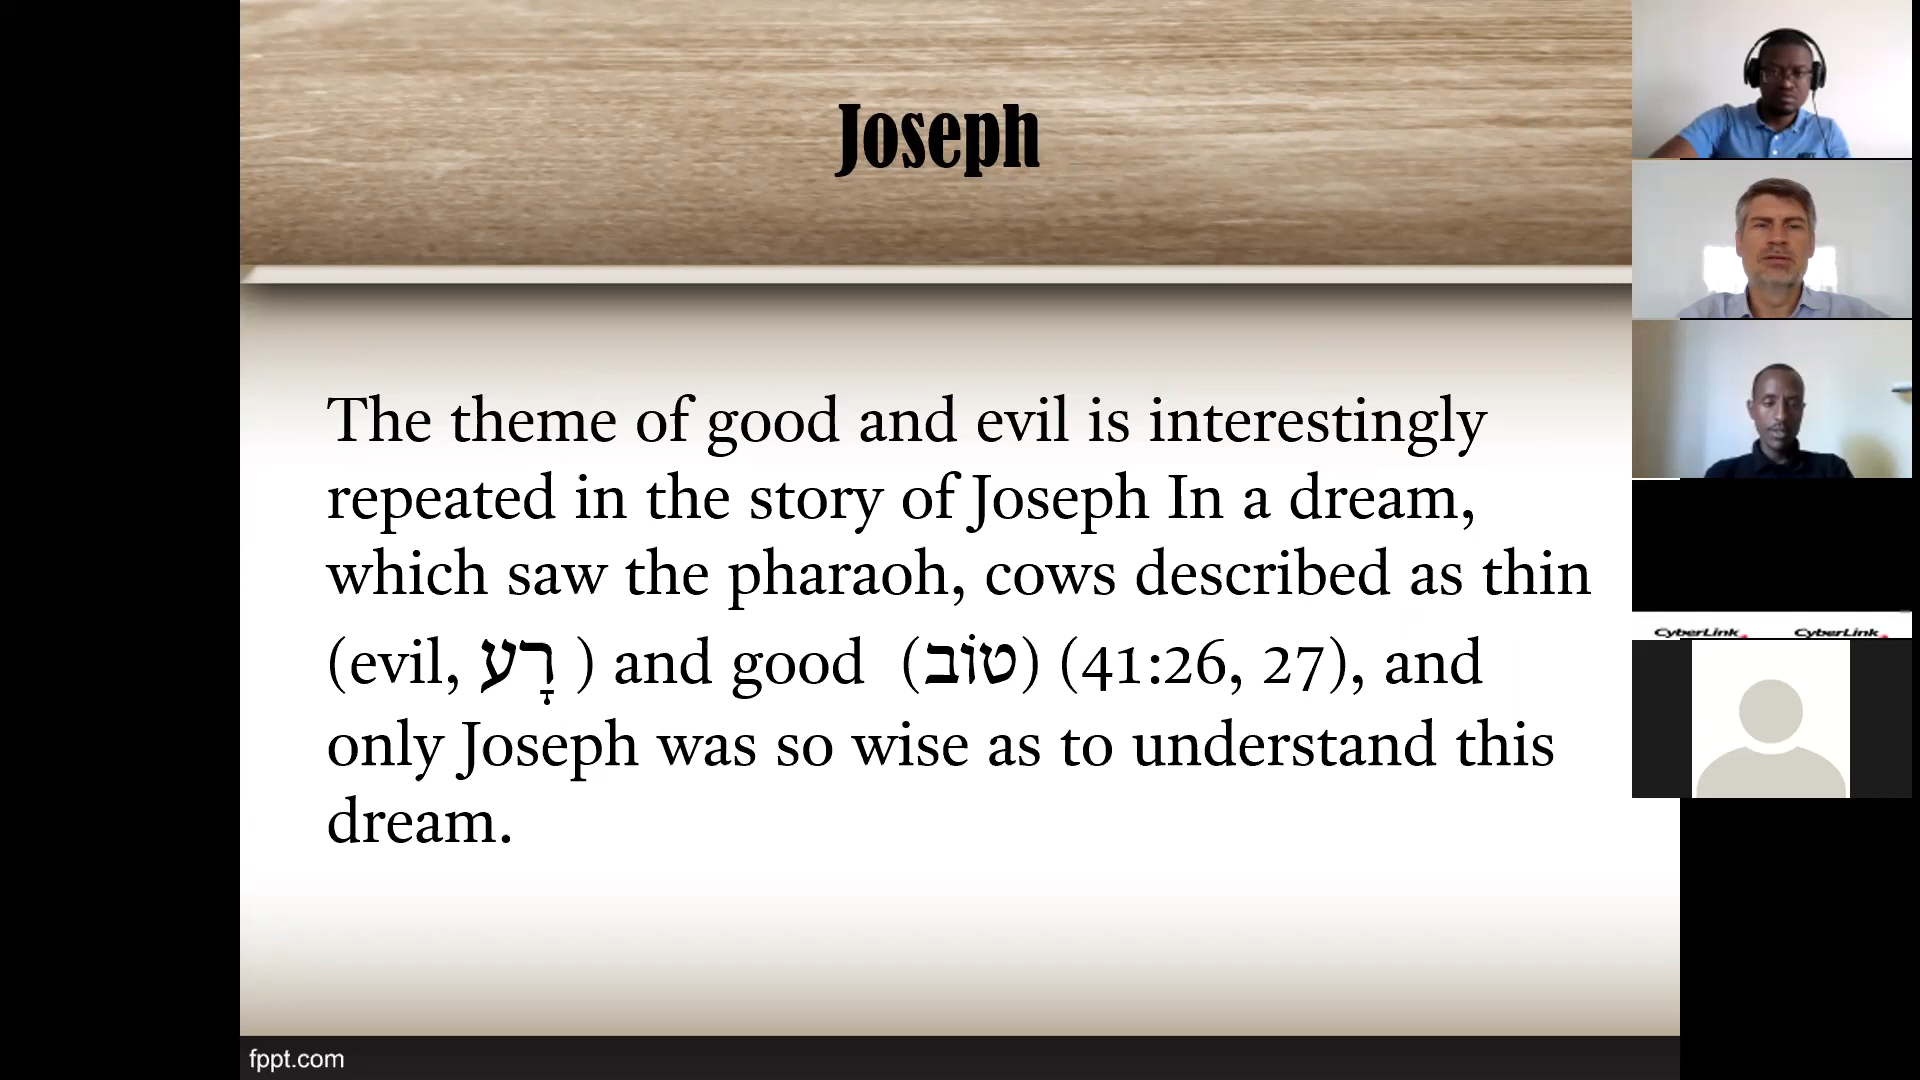 Joseph
The theme of good and evil is interestingly
repeated in the story of Joseph In a dream,
which saw the pharaoh, cows described as thin
(evil, רָע ) and good (טוֹב) (41:26, 27), and
only Joseph was so wise as to understand this
dream.
fppt.com
CyberLink CyberLink